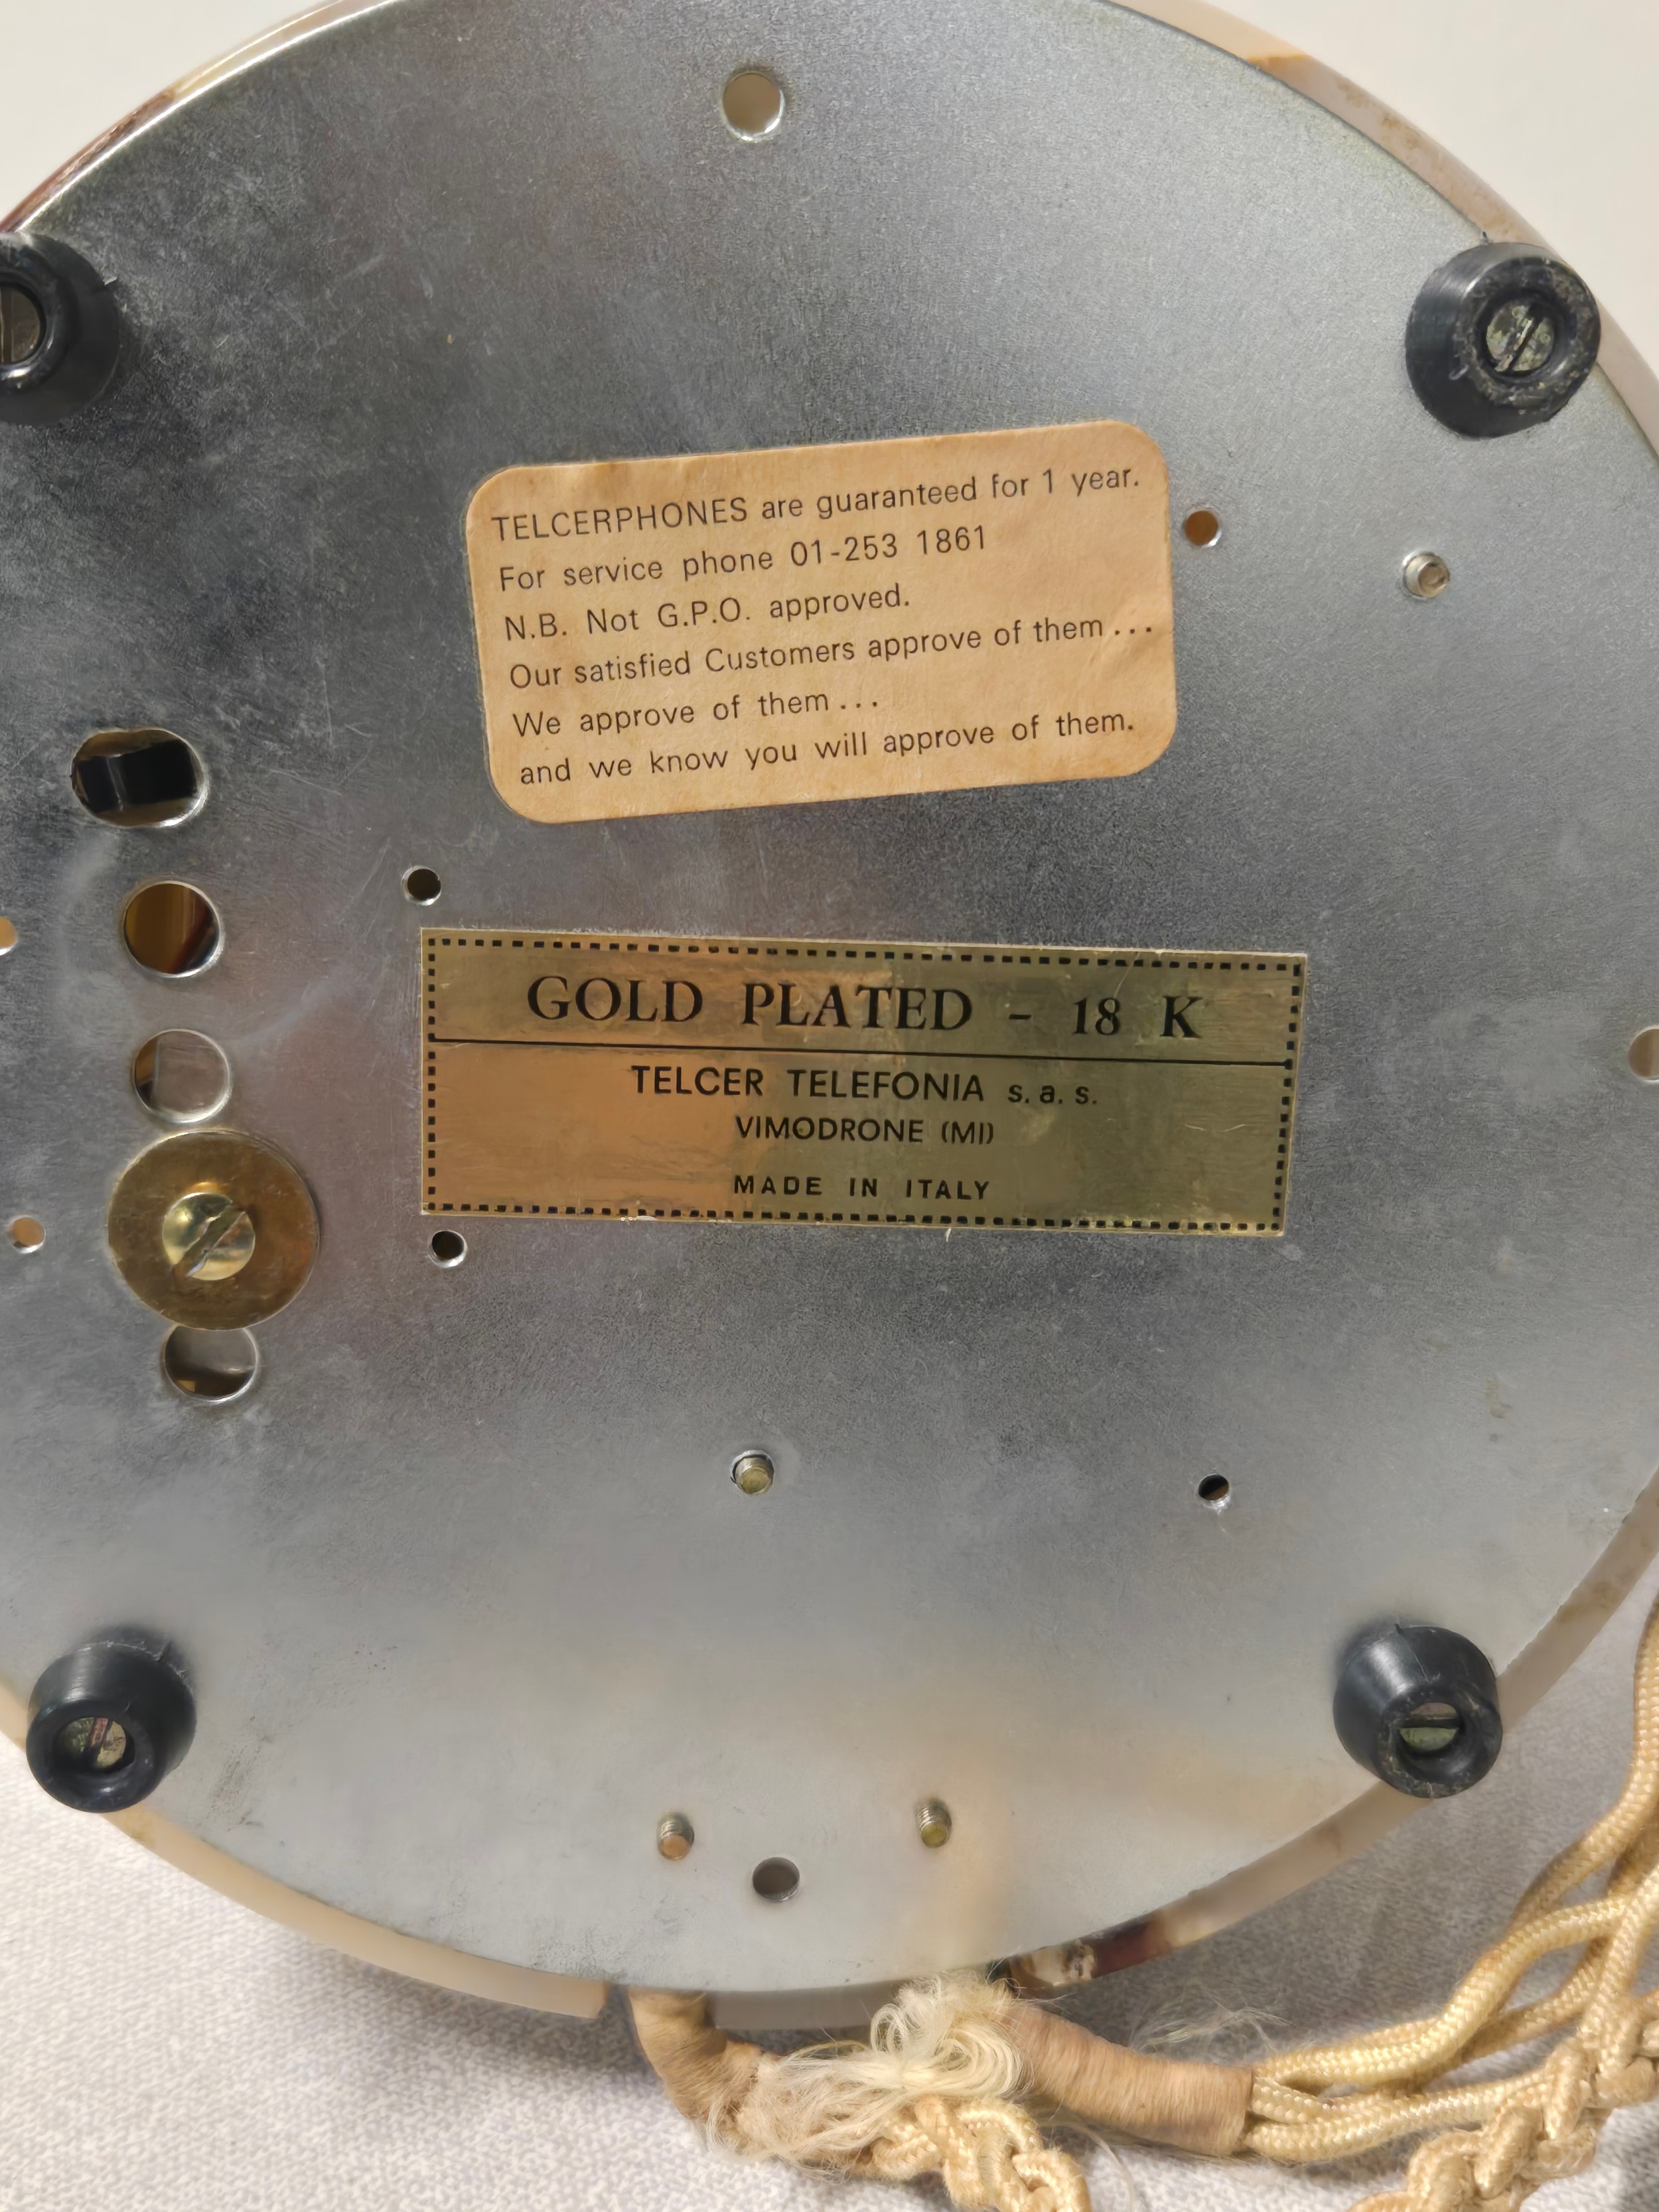 TELCERPHONES are guaranteed for 1 year.
For service phone 01-253 1861
N.B. Not G.P.O. approved.
Our satisfied Customers approve of them...
We approve of them...
and we know you will approve of them.
GOLD PLATED - 18 K
TELCER TELEFONIA s.a.s.
VIMODRONE (MI)
MADE IN ITALY